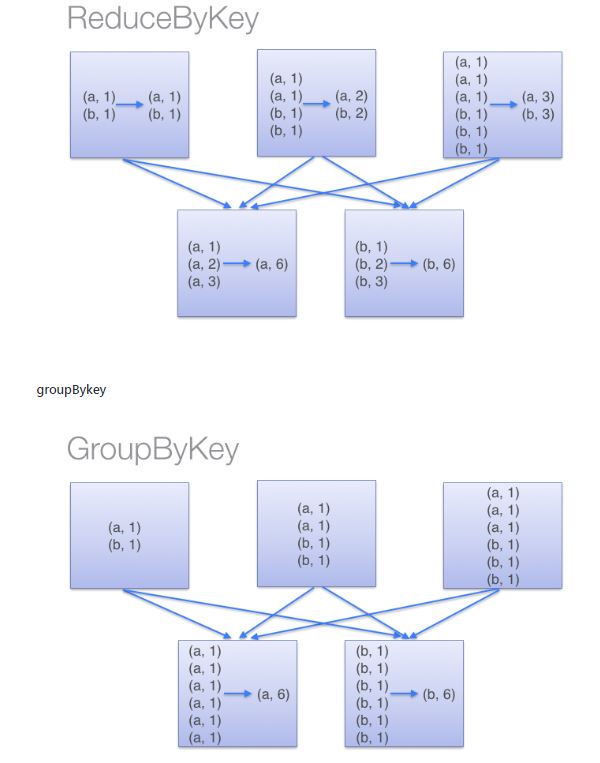 ReduceByKey
(a, 1) (a, 1)
(b, 1) (b, 1)
(a, 1)
(a, 1) (a, 2)
(b, 1) (b, 2)
(b, 1)
(a, 1)
(a, 1)
(a, 1) (a, 3)
(b, 1) (b, 3)
(b, 1)
(b, 1)
(a, 1)
(a, 2) (a, 6)
(a, 3)
(b, 1)
(b, 2) (b, 6)
(b, 3)
groupBykey
GroupByKey
(a, 1)
(b, 1)
(a, 1)
(a, 1)
(b, 1)
(b, 1)
(a, 1)
(a, 1)
(a, 1)
(b, 1)
(b, 1)
(b, 1)
(a, 1)
(a, 1)
(a, 1) (a, 6)
(a, 1)
(a, 1)
(a, 1)
(b, 1)
(b, 1)
(b, 1) (b, 6)
(b, 1)
(b, 1)
(b, 1)